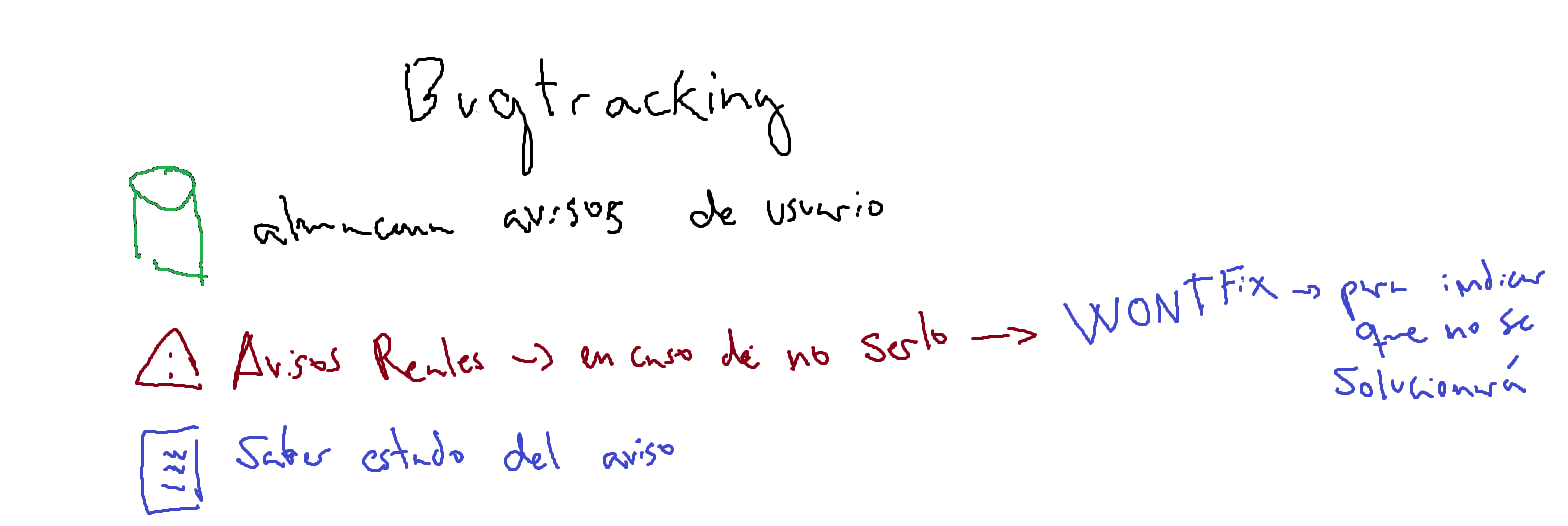 Bugtracking
almacena avisos de usuario
Avisos Reales → en caso de no serlo → WONTFix → para indicar
que no se
solucionará
Saber estado del aviso